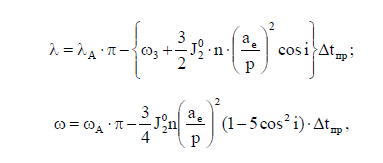 λ = λ_A · π − { ω_3 + 3/2 J_2^0 · n · ( a_e / p )^2 cos i } Δt_пр ;
ω = ω_A · π − 3/4 J_2^0 n ( a_e / p )^2 (1 − 5 cos^2 i) · Δt_пр ,